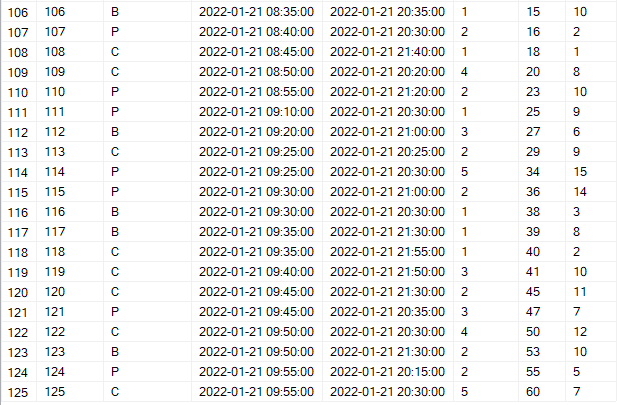 106 106 B 2022-01-21 08:35:00 2022-01-21 20:35:00 1 15 10
107 107 P 2022-01-21 08:40:00 2022-01-21 20:30:00 2 16 2
108 108 C 2022-01-21 08:45:00 2022-01-21 21:40:00 1 18 1
109 109 C 2022-01-21 08:50:00 2022-01-21 20:20:00 4 20 8
110 110 P 2022-01-21 08:55:00 2022-01-21 21:20:00 2 23 10
111 111 P 2022-01-21 09:10:00 2022-01-21 20:30:00 1 25 9
112 112 B 2022-01-21 09:20:00 2022-01-21 21:00:00 3 27 6
113 113 C 2022-01-21 09:25:00 2022-01-21 20:25:00 2 29 9
114 114 P 2022-01-21 09:25:00 2022-01-21 20:30:00 5 34 15
115 115 P 2022-01-21 09:30:00 2022-01-21 21:00:00 2 36 14
116 116 B 2022-01-21 09:30:00 2022-01-21 20:30:00 1 38 3
117 117 B 2022-01-21 09:35:00 2022-01-21 21:30:00 1 39 8
118 118 C 2022-01-21 09:35:00 2022-01-21 21:55:00 1 40 2
119 119 C 2022-01-21 09:40:00 2022-01-21 21:50:00 3 41 10
120 120 C 2022-01-21 09:45:00 2022-01-21 21:30:00 2 45 11
121 121 P 2022-01-21 09:45:00 2022-01-21 20:35:00 3 47 7
122 122 C 2022-01-21 09:50:00 2022-01-21 20:30:00 4 50 12
123 123 B 2022-01-21 09:50:00 2022-01-21 21:30:00 2 53 10
124 124 P 2022-01-21 09:55:00 2022-01-21 20:15:00 2 55 5
125 125 C 2022-01-21 09:55:00 2022-01-21 20:30:00 5 60 7